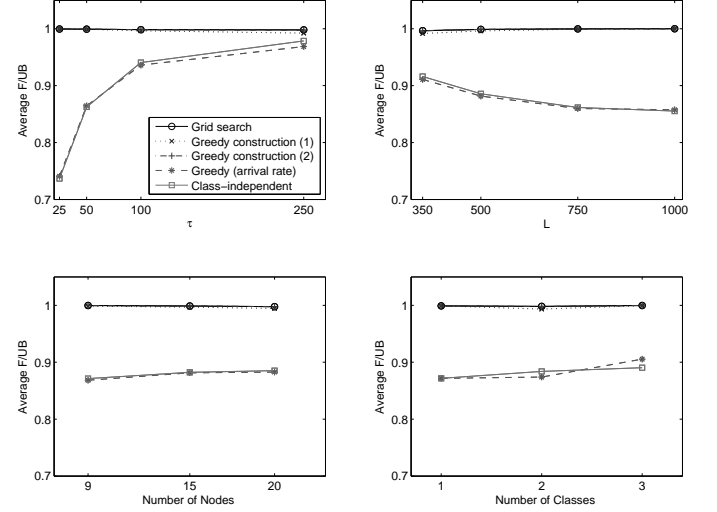 1
0.9
0.8
0.7
Average F/UB
25 50 100 250
τ
Grid search
Greedy construction (1)
Greedy construction (2)
Greedy (arrival rate)
Class−independent
1
0.9
0.8
0.7
Average F/UB
350 500 750 1000
L
1
0.9
0.8
0.7
Average F/UB
9 15 20
Number of Nodes
1
0.9
0.8
0.7
Average F/UB
1 2 3
Number of Classes